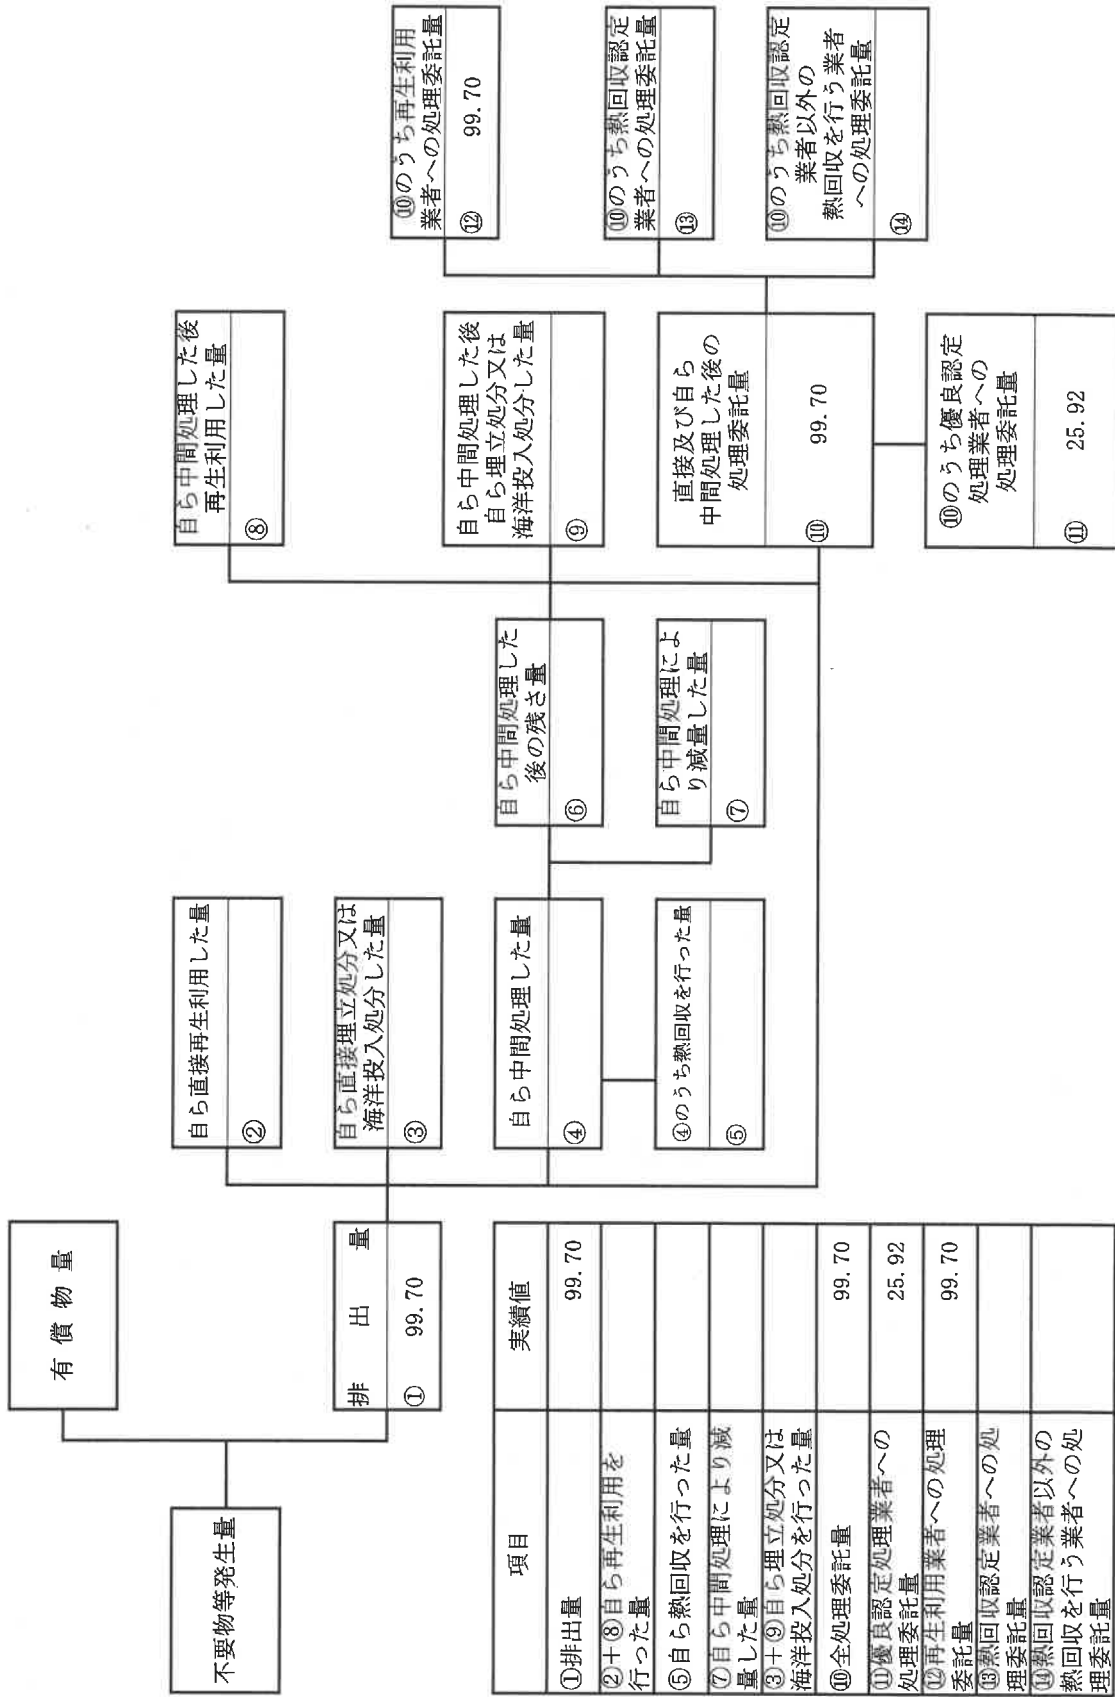 有償物量
不要物等発生量
排出量
① 99.70
自ら直接再生利用した量
②
自ら直接埋立処分又は
海洋投入処分した量
③
自ら中間処理した量
④
④のうち熱回収を行った量
⑤
自ら中間処理した
後の残さ量
⑥
自ら中間処理によ
り減量した量
⑦
自ら中間処理した後
再生利用した量
⑧
自ら中間処理した後
自ら埋立処分又は
海洋投入処分した量
⑨
直接及び自ら
中間処理した後の
処理委託量
⑩ 99.70
⑩のうち優良認定
処理業者への
処理委託量
⑪ 25.92
⑩のうち再生利用
業者への処理委託量
⑫ 99.70
⑩のうち熱回収認定
業者への処理委託量
⑬
⑩のうち熱回収認定
業者以外の
熱回収を行う業者
への処理委託量
⑭
項目 実績値
①排出量 99.70
②+⑧自ら再生利用を
行った量
⑤自ら熱回収を行った量
⑦自ら中間処理により減
量した量
③+⑨自ら埋立処分又は
海洋投入処分を行った量
⑩全処理委託量 99.70
⑪優良認定処理業者への
処理委託量 25.92
⑫再生利用業者への処理
委託量 99.70
⑬熱回収認定業者への処
理委託量
⑭熱回収認定業者以外の
熱回収を行う業者への処
理委託量